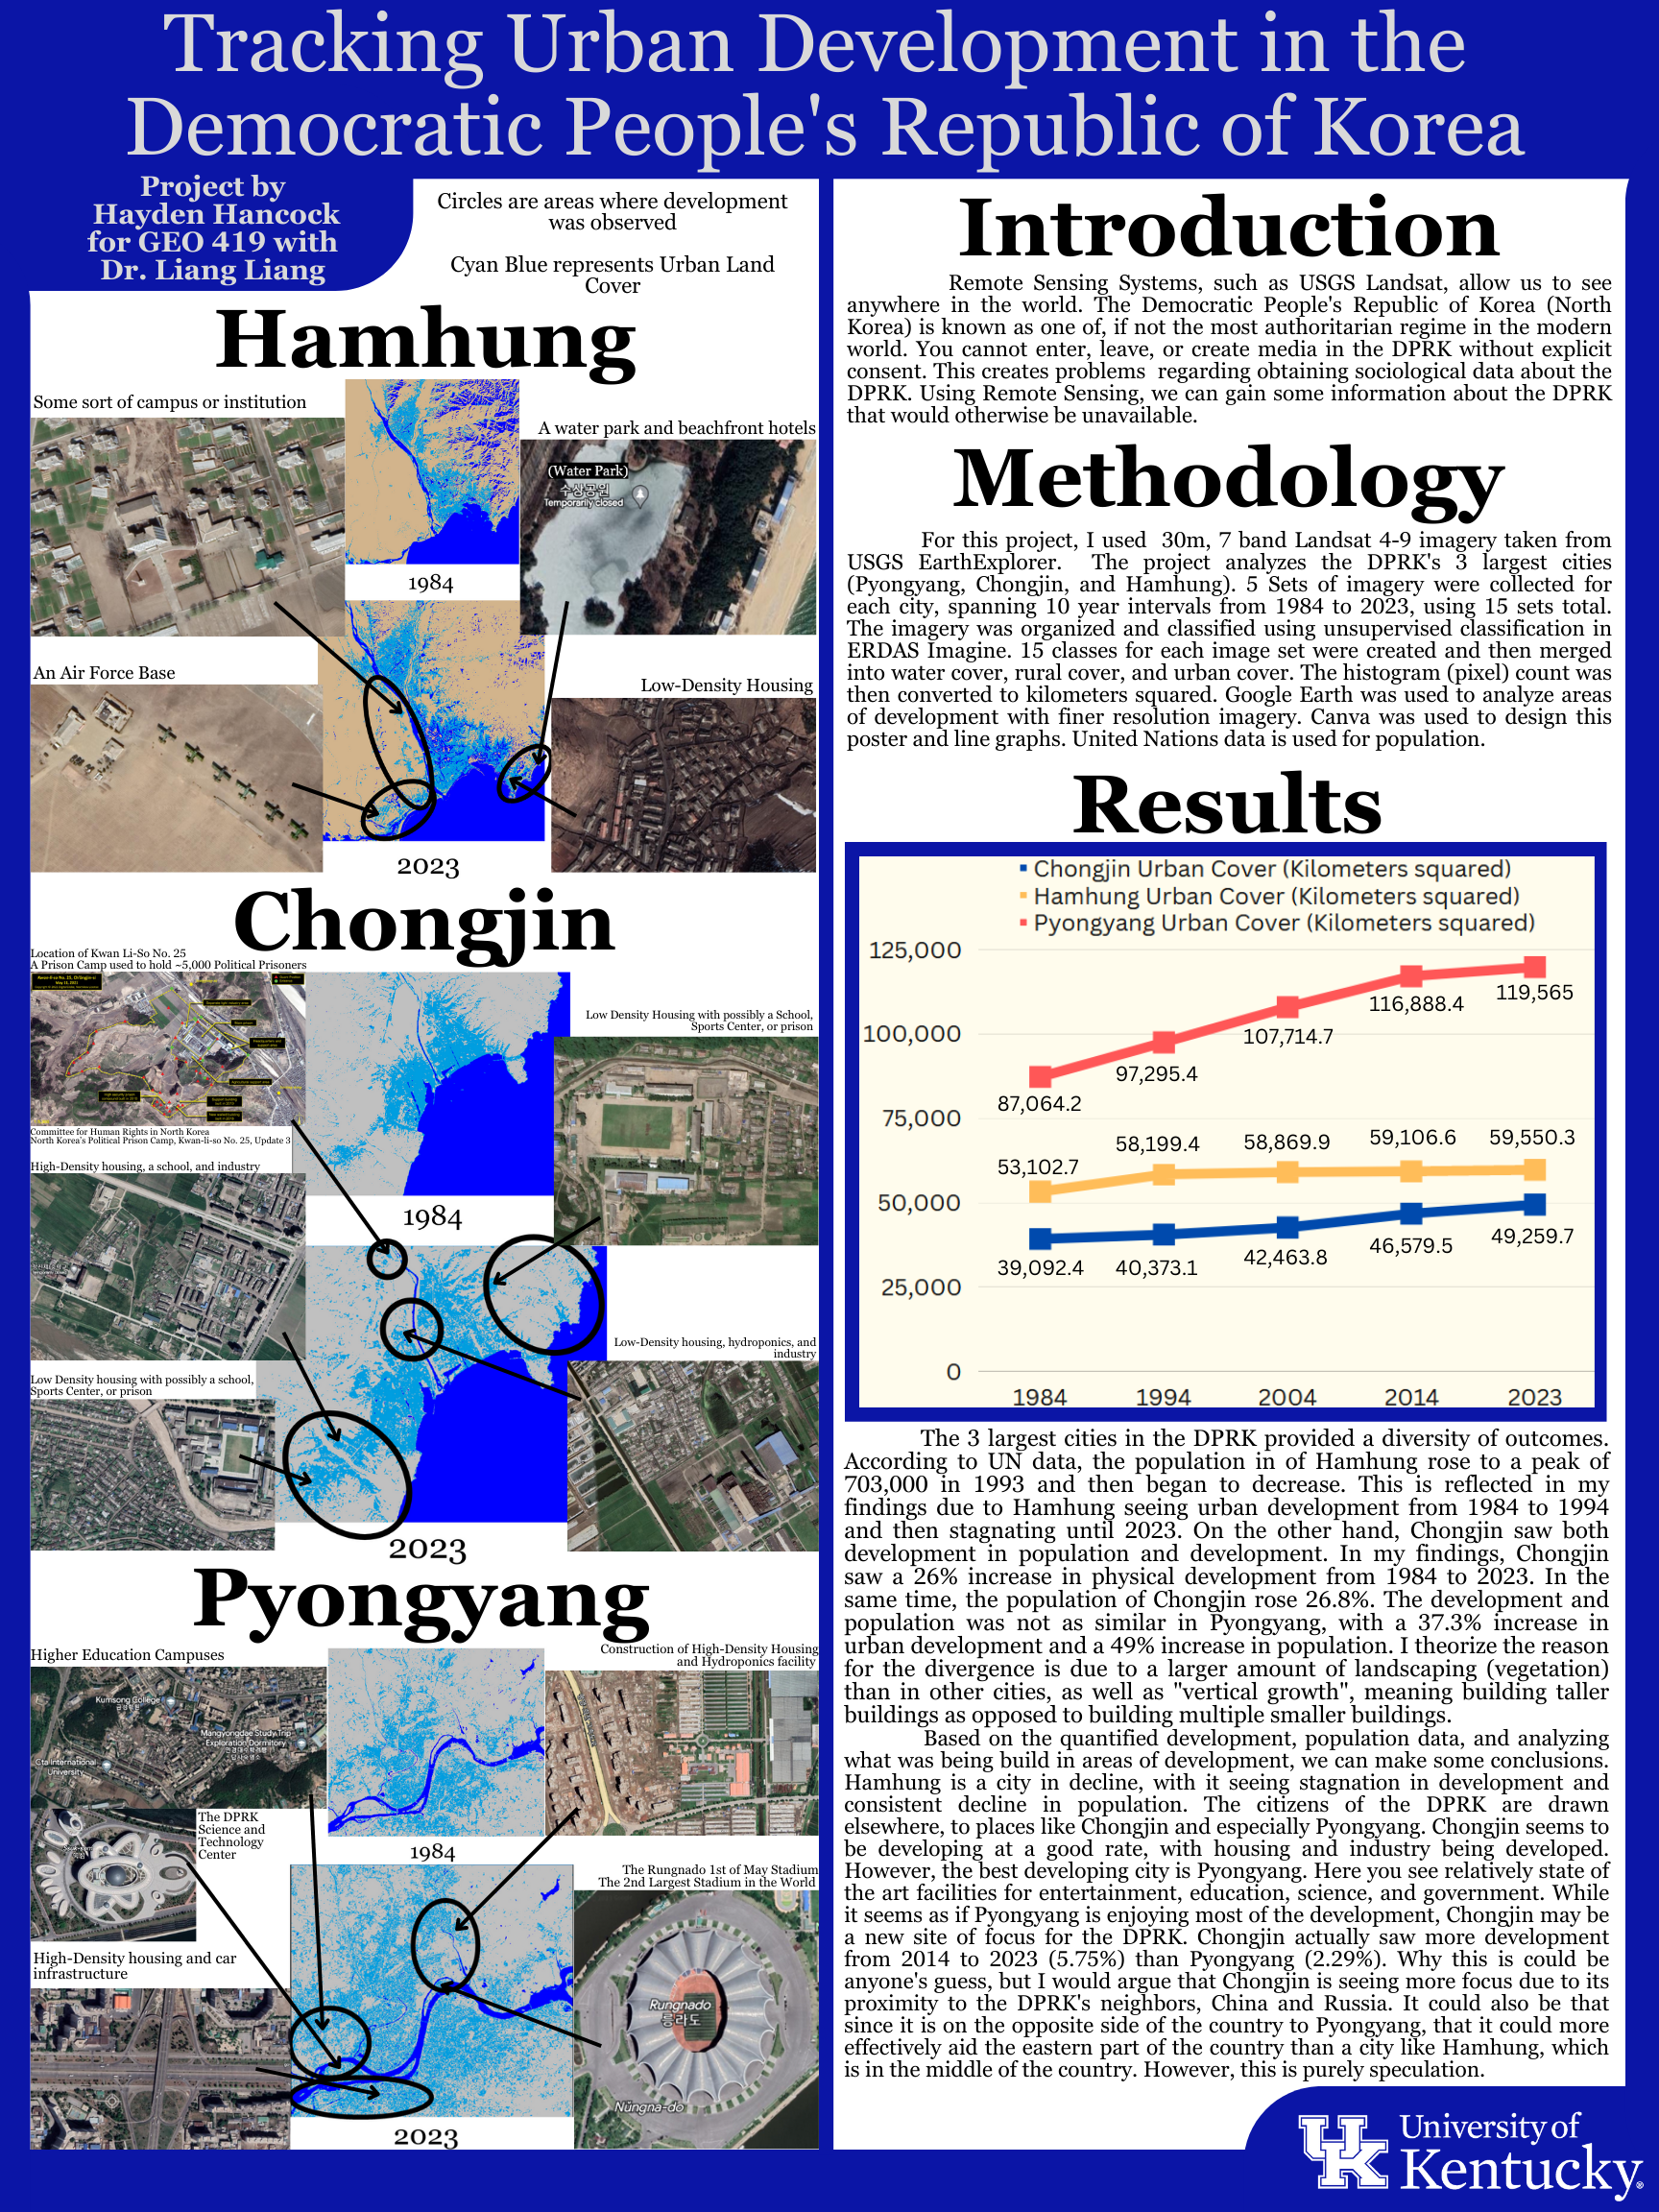 Tracking Urban Development in the
Democratic People's Republic of Korea
Project by
Hayden Hancock
for GEO 419 with
Dr. Liang Liang
Circles are areas where development
was observed
Cyan Blue represents Urban Land
Cover
Hamhung
Some sort of campus or institution
A water park and beachfront hotels
(Water Park)
수상공원
Temporarily closed
1984
An Air Force Base
Low-Density Housing
2023
Chongjin
Location of Kwan Li-So No. 25
A Prison Camp used to hold ~5,000 Political Prisoners
Low Density Housing with possibly a School,
Sports Center, or prison
Committee for Human Rights in North Korea
North Korea's Political Prison Camp, Kwan-li-so No. 25, Update 3
High-Density housing, a school, and industry
1984
Low-Density housing, hydroponics, and
industry
Low Density housing with possibly a school,
Sports Center, or prison
2023
Pyongyang
Higher Education Campuses
Construction of High-Density Housing
and Hydroponics facility
Kumsong College
Mangyongdae Study Trip
Exploration Dormitory
International
University
The DPRK
Science and
Technology
Center
1984
The Rungnado 1st of May Stadium
The 2nd Largest Stadium in the World
High-Density housing and car
infrastructure
Rungnado
릉라도
Nŭngna-do
2023
Introduction
Remote Sensing Systems, such as USGS Landsat, allow us to see
anywhere in the world. The Democratic People's Republic of Korea (North
Korea) is known as one of, if not the most authoritarian regime in the modern
world. You cannot enter, leave, or create media in the DPRK without explicit
consent. This creates problems regarding obtaining sociological data about the
DPRK. Using Remote Sensing, we can gain some information about the DPRK
that would otherwise be unavailable.
Methodology
For this project, I used 30m, 7 band Landsat 4-9 imagery taken from
USGS EarthExplorer. The project analyzes the DPRK's 3 largest cities
(Pyongyang, Chongjin, and Hamhung). 5 Sets of imagery were collected for
each city, spanning 10 year intervals from 1984 to 2023, using 15 sets total.
The imagery was organized and classified using unsupervised classification in
ERDAS Imagine. 15 classes for each image set were created and then merged
into water cover, rural cover, and urban cover. The histogram (pixel) count was
then converted to kilometers squared. Google Earth was used to analyze areas
of development with finer resolution imagery. Canva was used to design this
poster and line graphs. United Nations data is used for population.
Results
Chongjin Urban Cover (Kilometers squared)
Hamhung Urban Cover (Kilometers squared)
Pyongyang Urban Cover (Kilometers squared)
125,000
100,000
75,000
50,000
25,000
0
87,064.2
97,295.4
107,714.7
116,888.4
119,565
53,102.7
58,199.4
58,869.9
59,106.6
59,550.3
39,092.4
40,373.1
42,463.8
46,579.5
49,259.7
1984 1994 2004 2014 2023
The 3 largest cities in the DPRK provided a diversity of outcomes.
According to UN data, the population in of Hamhung rose to a peak of
703,000 in 1993 and then began to decrease. This is reflected in my
findings due to Hamhung seeing urban development from 1984 to 1994
and then stagnating until 2023. On the other hand, Chongjin saw both
development in population and development. In my findings, Chongjin
saw a 26% increase in physical development from 1984 to 2023. In the
same time, the population of Chongjin rose 26.8%. The development and
population was not as similar in Pyongyang, with a 37.3% increase in
urban development and a 49% increase in population. I theorize the reason
for the divergence is due to a larger amount of landscaping (vegetation)
than in other cities, as well as "vertical growth", meaning building taller
buildings as opposed to building multiple smaller buildings.
Based on the quantified development, population data, and analyzing
what was being build in areas of development, we can make some conclusions.
Hamhung is a city in decline, with it seeing stagnation in development and
consistent decline in population. The citizens of the DPRK are drawn
elsewhere, to places like Chongjin and especially Pyongyang. Chongjin seems to
be developing at a good rate, with housing and industry being developed.
However, the best developing city is Pyongyang. Here you see relatively state of
the art facilities for entertainment, education, science, and government. While
it seems as if Pyongyang is enjoying most of the development, Chongjin may be
a new site of focus for the DPRK. Chongjin actually saw more development
from 2014 to 2023 (5.75%) than Pyongyang (2.29%). Why this is could be
anyone's guess, but I would argue that Chongjin is seeing more focus due to its
proximity to the DPRK's neighbors, China and Russia. It could also be that
since it is on the opposite side of the country to Pyongyang, that it could more
effectively aid the eastern part of the country than a city like Hamhung, which
is in the middle of the country. However, this is purely speculation.
UK
University of
Kentucky®